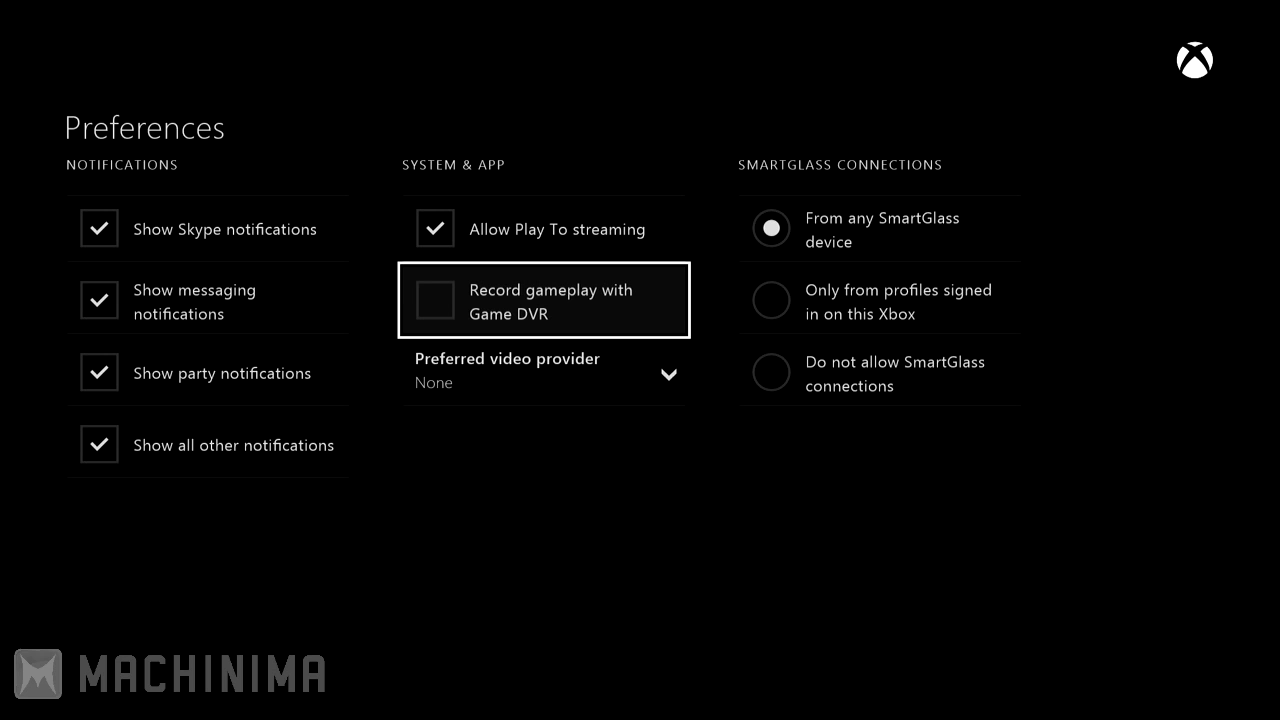 Preferences
NOTIFICATIONS
Show Skype notifications
Show messaging
notifications
Show party notifications
Show all other notifications
SYSTEM & APP
Allow Play To streaming
Record gameplay with
Game DVR
Preferred video provider
None
SMARTGLASS CONNECTIONS
From any SmartGlass
device
Only from profiles signed
in on this Xbox
Do not allow SmartGlass
connections
MACHINIMA